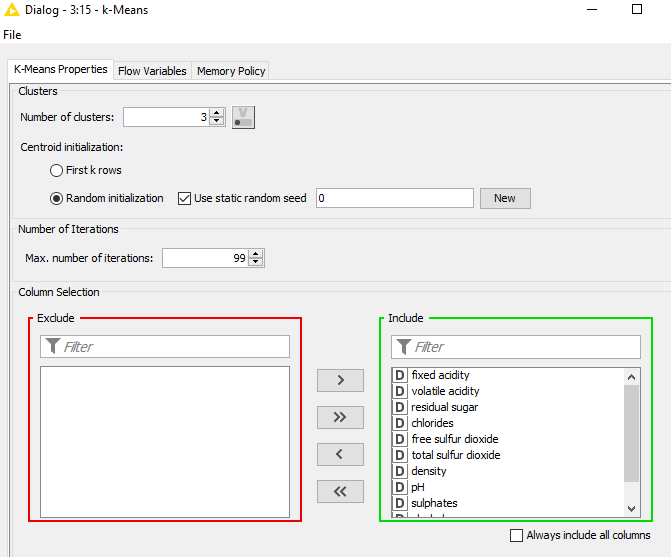 Dialog - 3:15 - k-Means
File
K-Means Properties Flow Variables Memory Policy
Clusters
Number of clusters: 3 V
Centroid initialization:
First k rows
Random initialization Use static random seed 0 New
Number of Iterations
Max. number of iterations: 99
Column Selection
Exclude Include
Filter Filter
D fixed acidity
D volatile acidity
D residual sugar
D chlorides
D free sulfur dioxide
D total sulfur dioxide
D density
D pH
D sulphates
Always include all columns